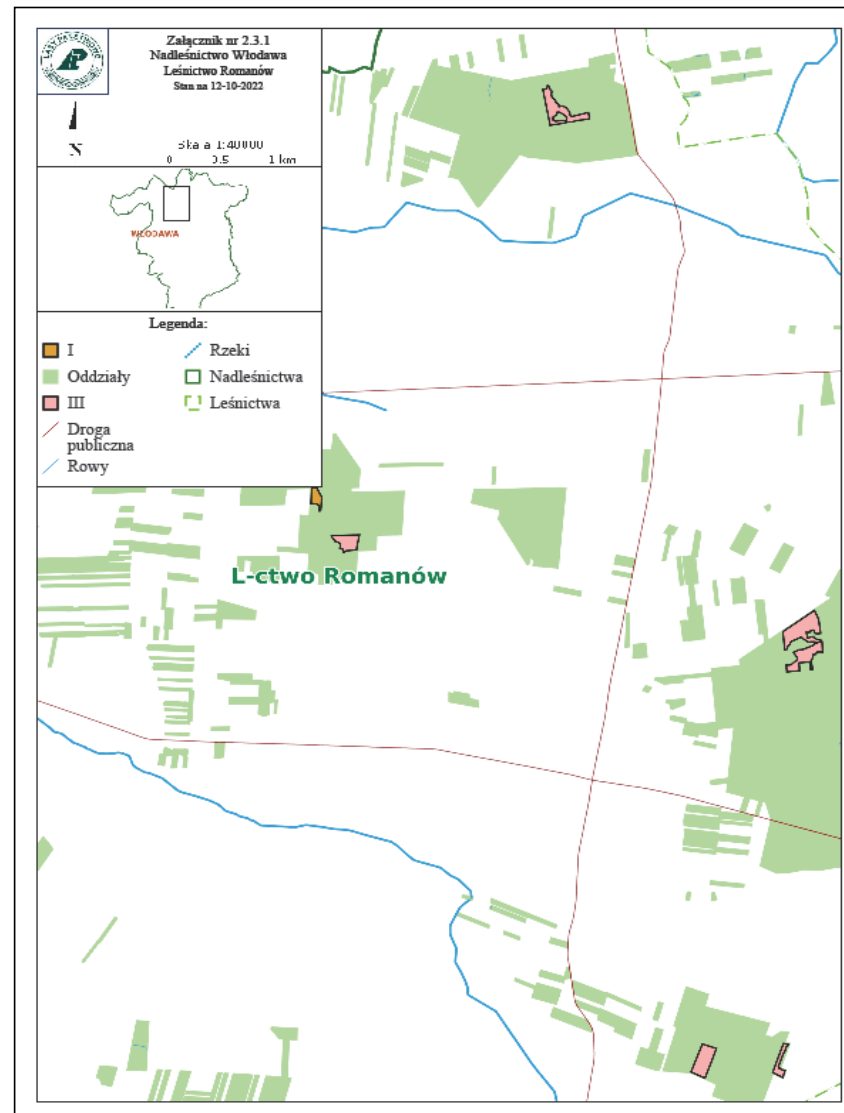 Załącznik nr 2.3.1
Nadleśnictwo Włodawa
Leśnictwo Romanów
Stan na 12-10-2022
N
Skala 1:40000
0 0.5 1 km
WŁODAWA
Legenda:
I
Oddziały
III
Droga
publiczna
Rowy
Rzeki
Nadleśnictwa
Leśnictwa
L-ctwo Romanów